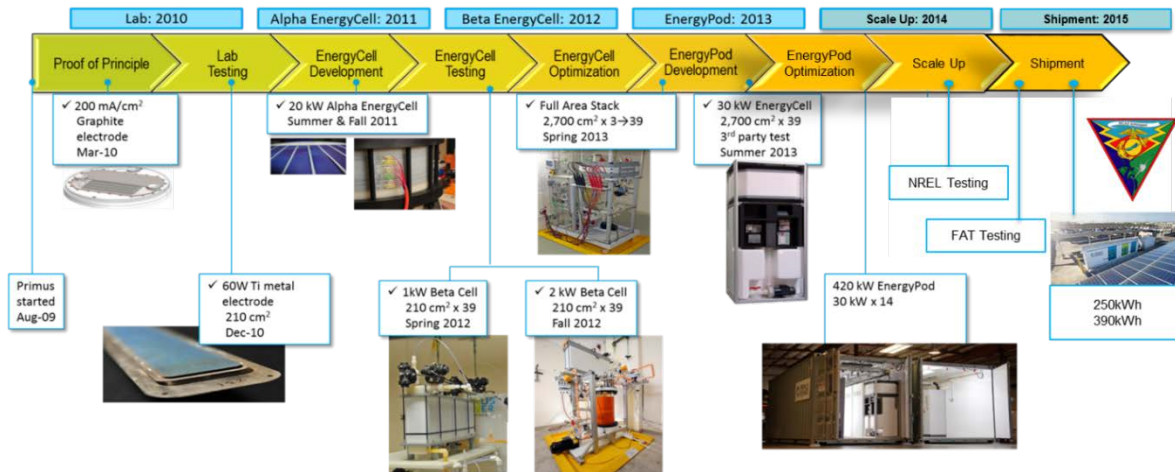 Lab: 2010
Alpha EnergyCell: 2011
Beta EnergyCell: 2012
EnergyPod: 2013
Scale Up: 2014
Shipment: 2015
Proof of Principle
Lab
Testing
EnergyCell
Development
EnergyCell
Testing
EnergyCell
Optimization
EnergyPod
Development
EnergyPod
Optimization
Scale Up
Shipment
✓ 200 mA/cm²
Graphite
electrode
Mar-10
✓ 20 kW Alpha EnergyCell
Summer & Fall 2011
✓ Full Area Stack
2,700 cm² x 3→39
Spring 2013
✓ 30 kW EnergyCell
2,700 cm² x 39
3rd party test
Summer 2013
NREL Testing
FAT Testing
Primus
started
Aug-09
✓ 60W Ti metal
electrode
210 cm²
Dec-10
✓ 1kW Beta Cell
210 cm² x 39
Spring 2012
✓ 2 kW Beta Cell
210 cm² x 39
Fall 2012
420 kW EnergyPod
30 kW x 14
250kWh
390kWh